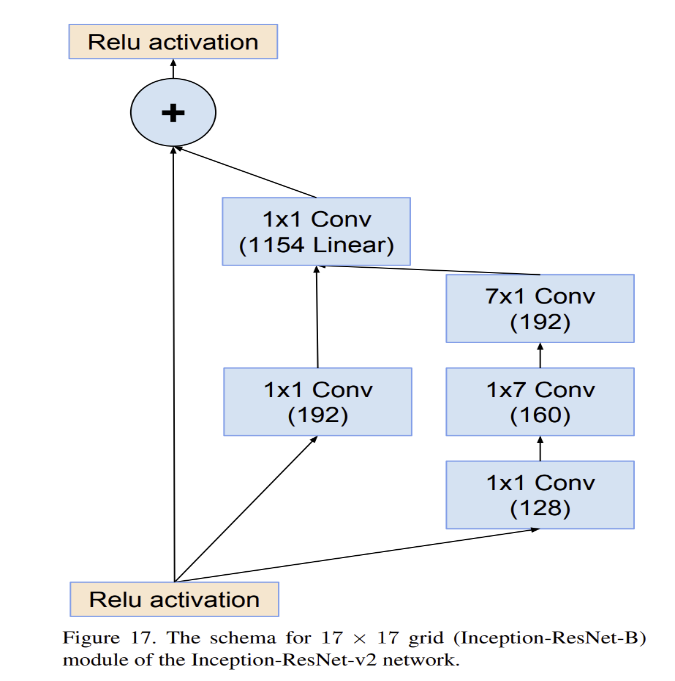 Relu activation
+
1x1 Conv
(1154 Linear)
7x1 Conv
(192)
1x1 Conv
(192)
1x7 Conv
(160)
1x1 Conv
(128)
Relu activation
Figure 17. The schema for 17 × 17 grid (Inception-ResNet-B)
module of the Inception-ResNet-v2 network.